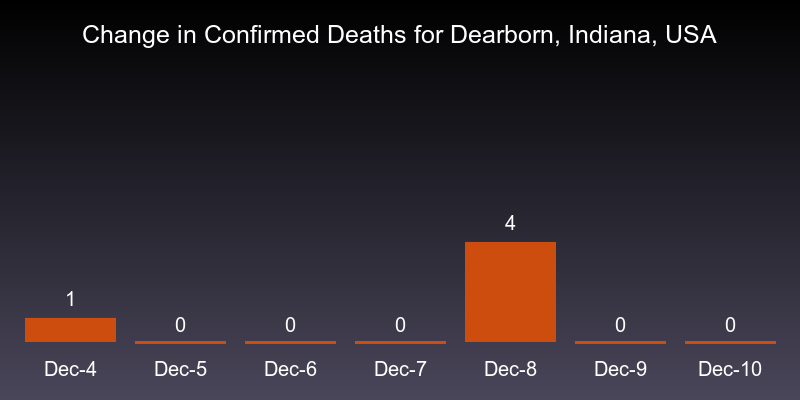 Change in Confirmed Deaths for Dearborn, Indiana, USA
4
1
0 0 0 0 0
Dec-4 Dec-5 Dec-6 Dec-7 Dec-8 Dec-9 Dec-10